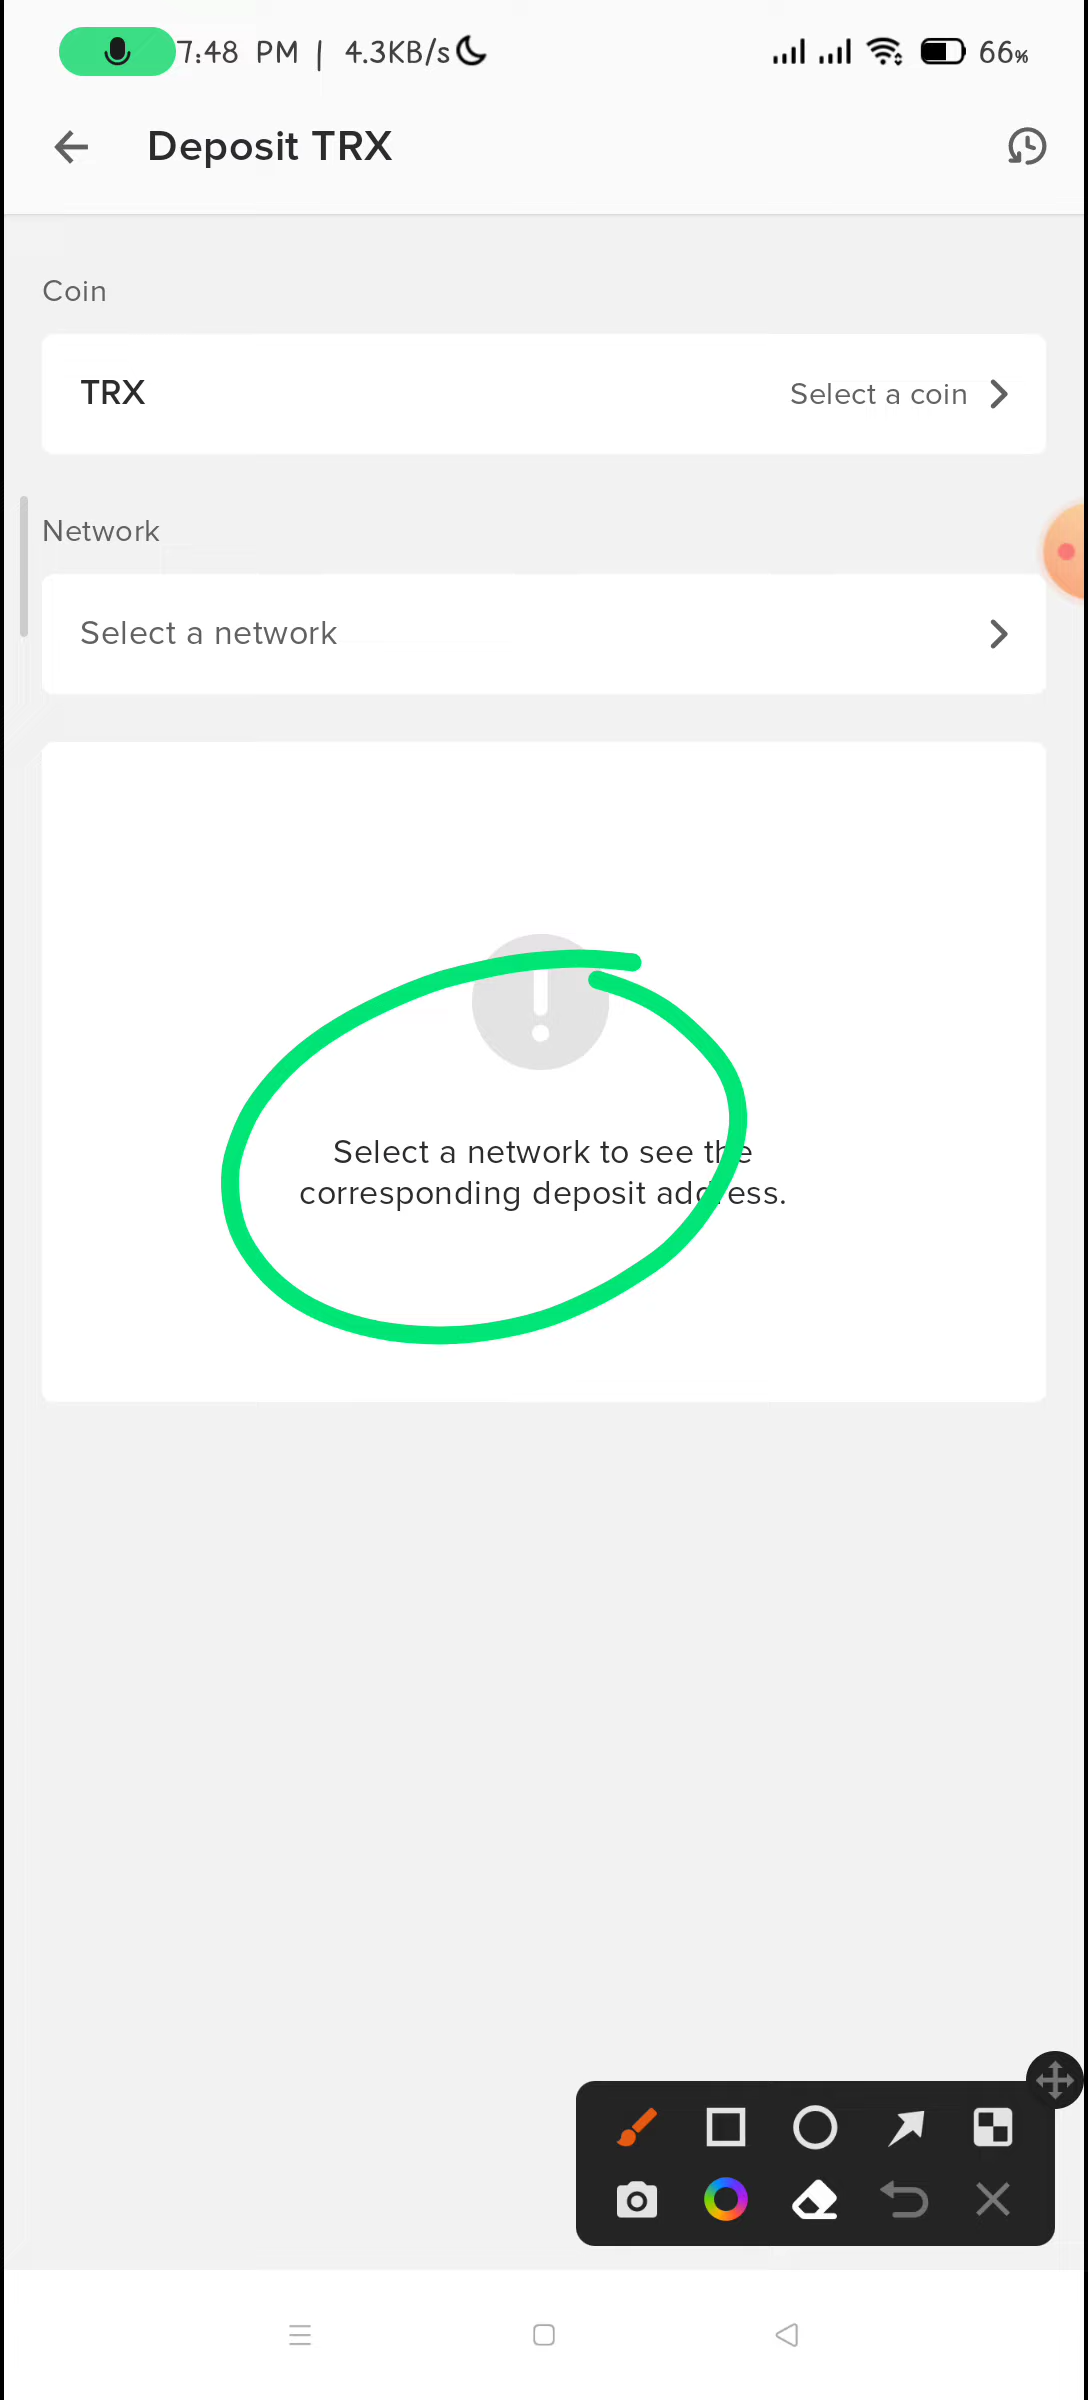 7:48 PM | 4.3KB/s 66%
Deposit TRX
Coin
TRX Select a coin
Network
Select a network
Select a network to see the
corresponding deposit address.